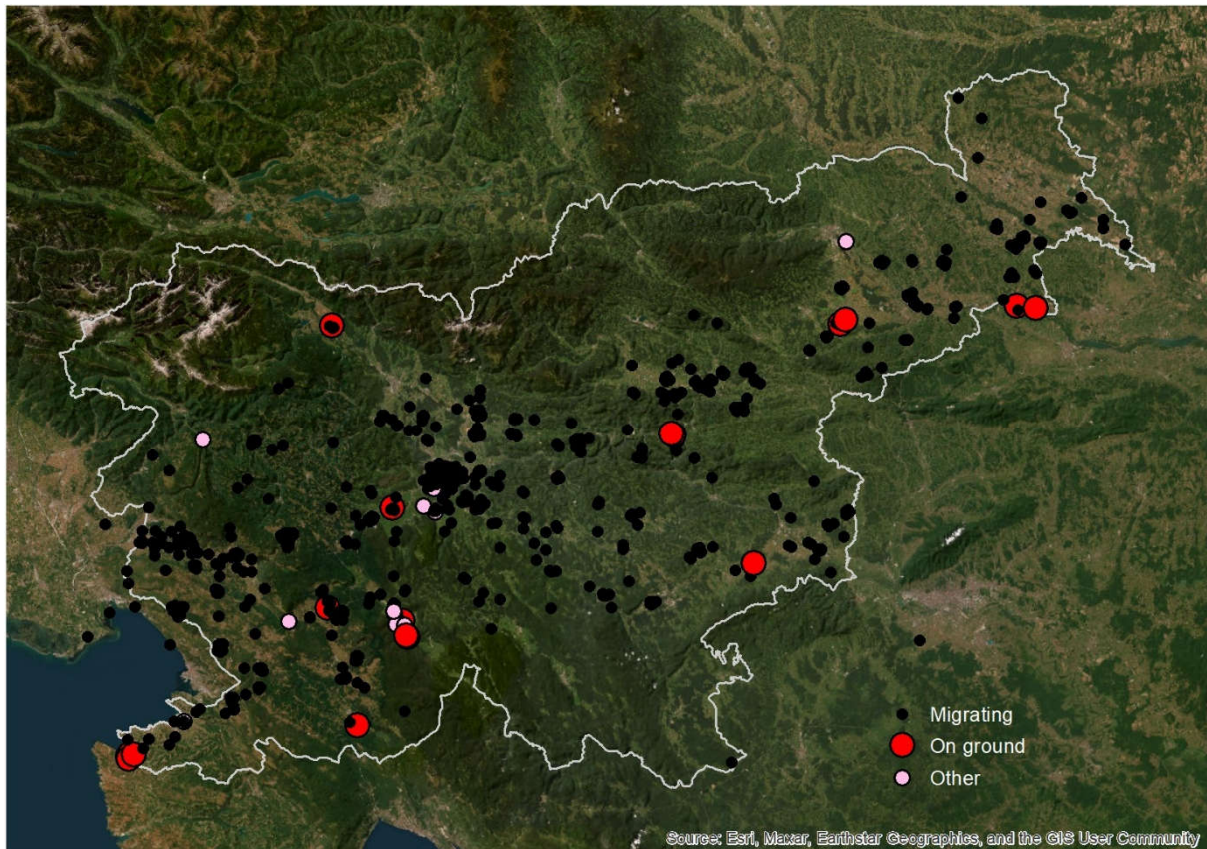 Migrating
On ground
Other
Source: Esri, Maxar, Earthstar Geographics, and the GIS User Community